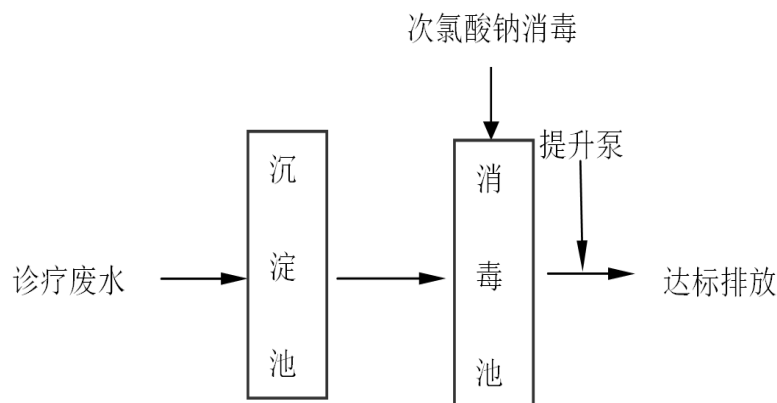 次氯酸钠消毒
提升泵
诊疗废水
沉淀池
消毒池
达标排放